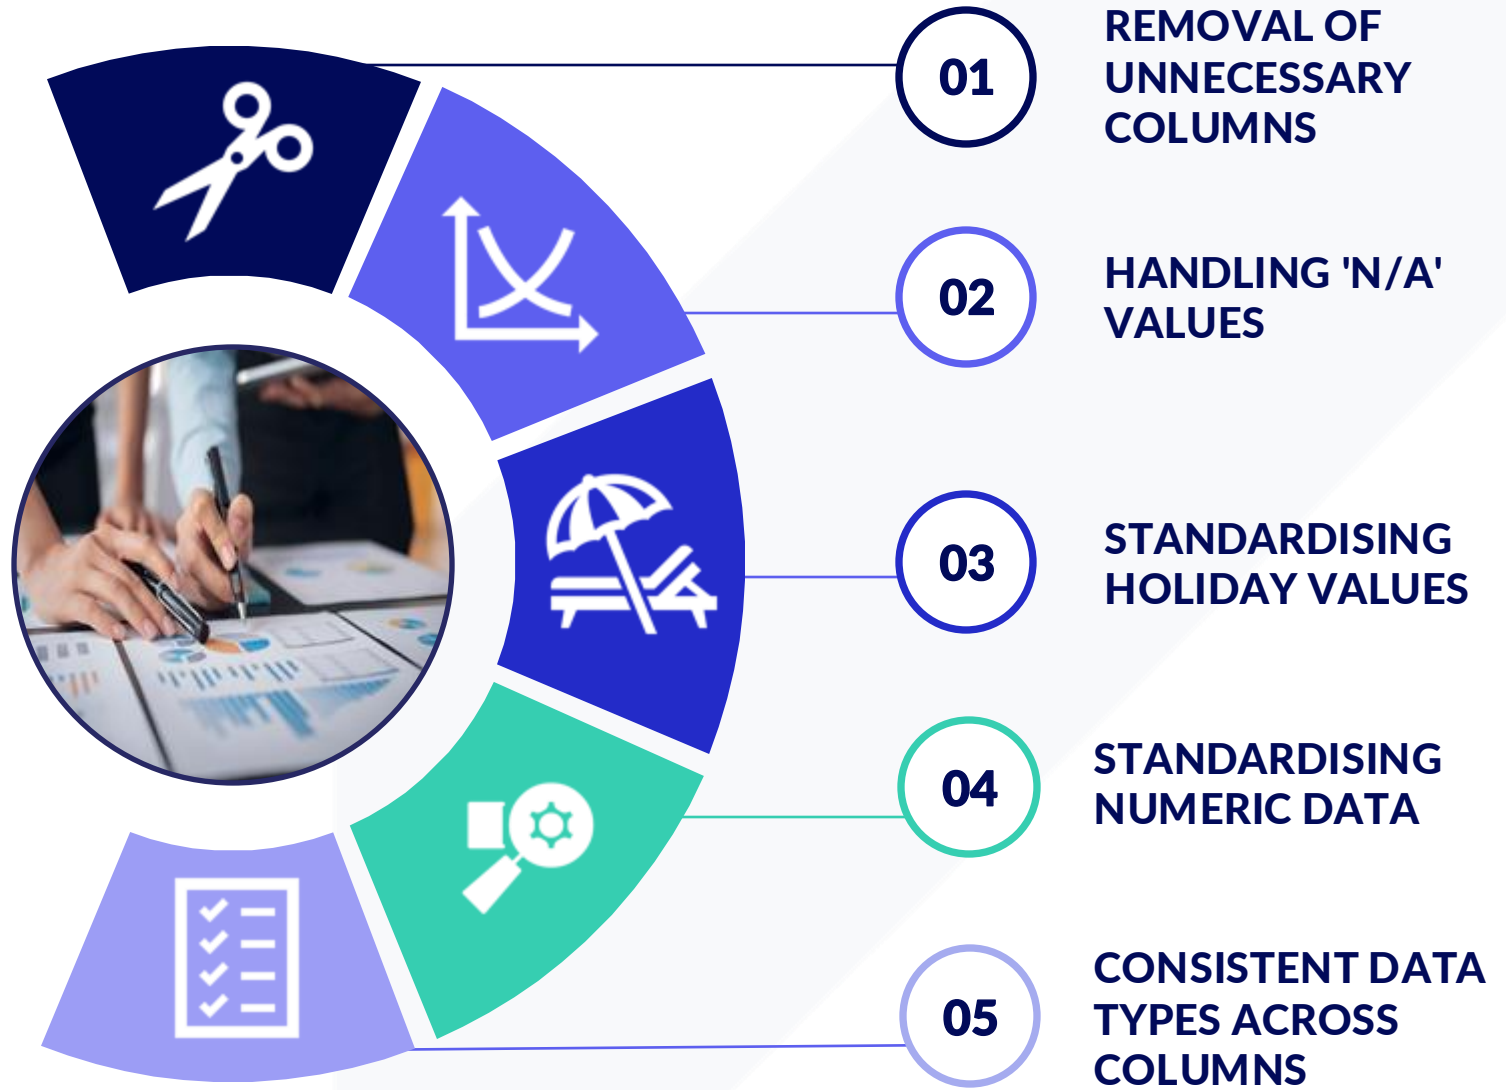 01
REMOVAL OF
UNNECESSARY
COLUMNS
02
HANDLING 'N/A'
VALUES
03
STANDARDISING
HOLIDAY VALUES
04
STANDARDISING
NUMERIC DATA
05
CONSISTENT DATA
TYPES ACROSS
COLUMNS